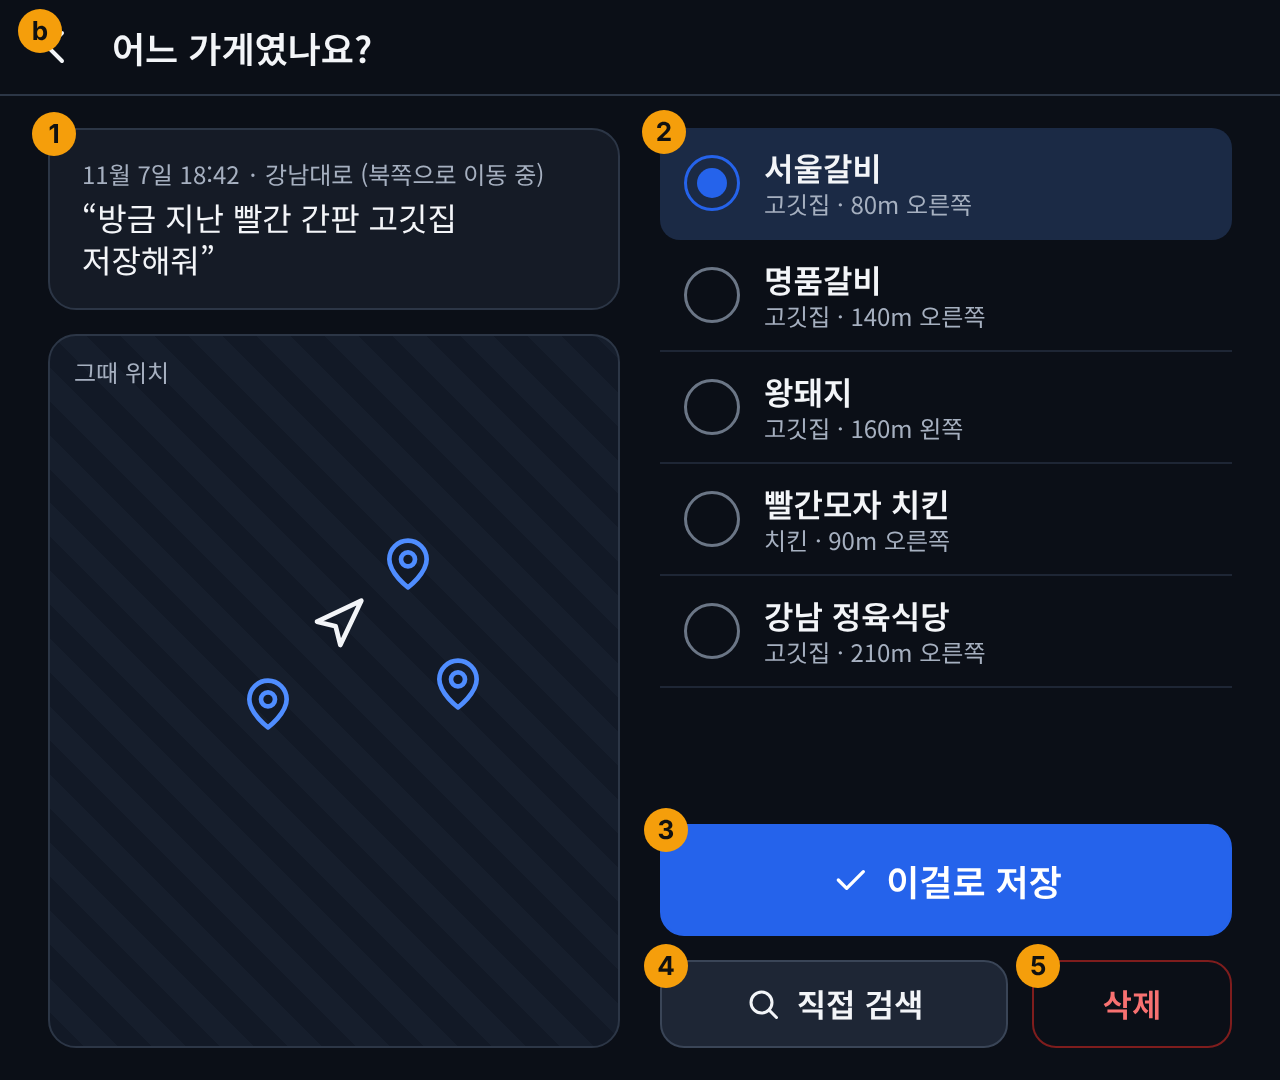 b
어느 가게였나요?
1
11월 7일 18:42 · 강남대로 (북쪽으로 이동 중)
“방금 지난 빨간 간판 고깃집
저장해줘”
그때 위치
2
서울갈비
고깃집 · 80m 오른쪽
명품갈비
고깃집 · 140m 오른쪽
왕돼지
고깃집 · 160m 왼쪽
빨간모자 치킨
치킨 · 90m 오른쪽
강남 정육식당
고깃집 · 210m 오른쪽
3
이걸로 저장
4
직접 검색
5
삭제